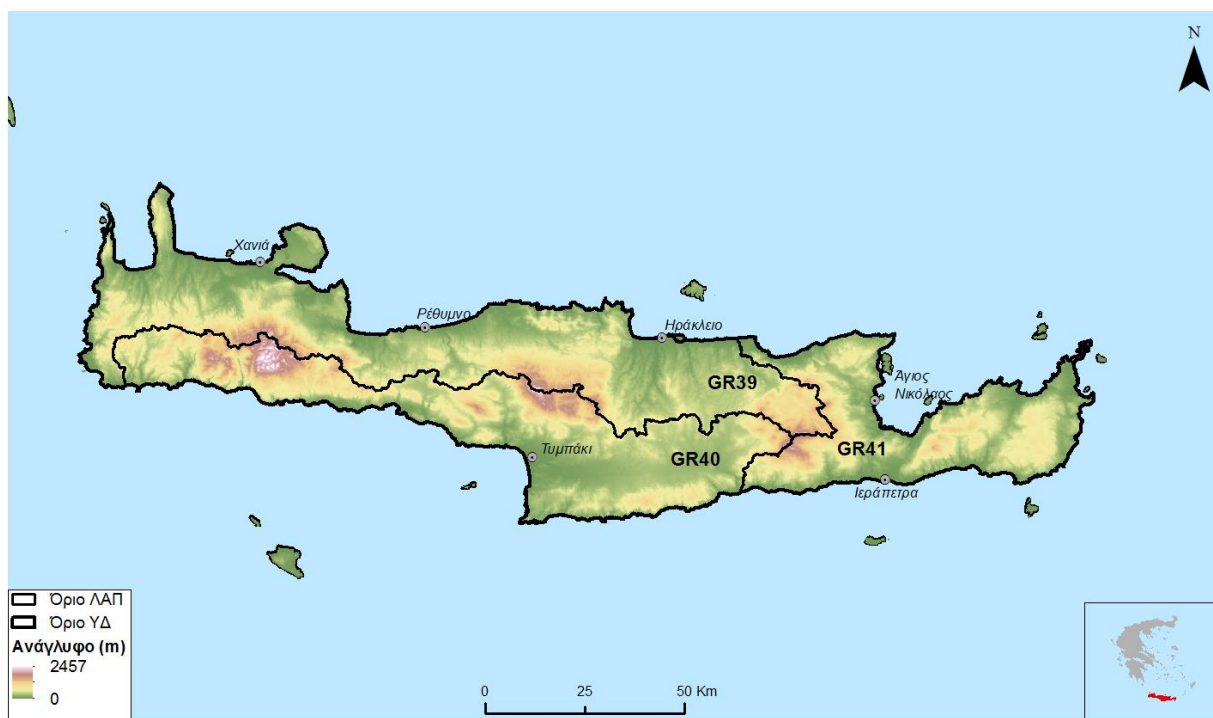 N
Χανιά
Ρέθυμνο
Ηράκλειο
GR39
Άγιος
Νικόλαος
Τυμπάκι
GR40
GR41
Ιεράπετρα
Όριο ΛΑΠ
Όριο ΥΔ
Ανάγλυφο (m)
2457
0
0 25 50 Km